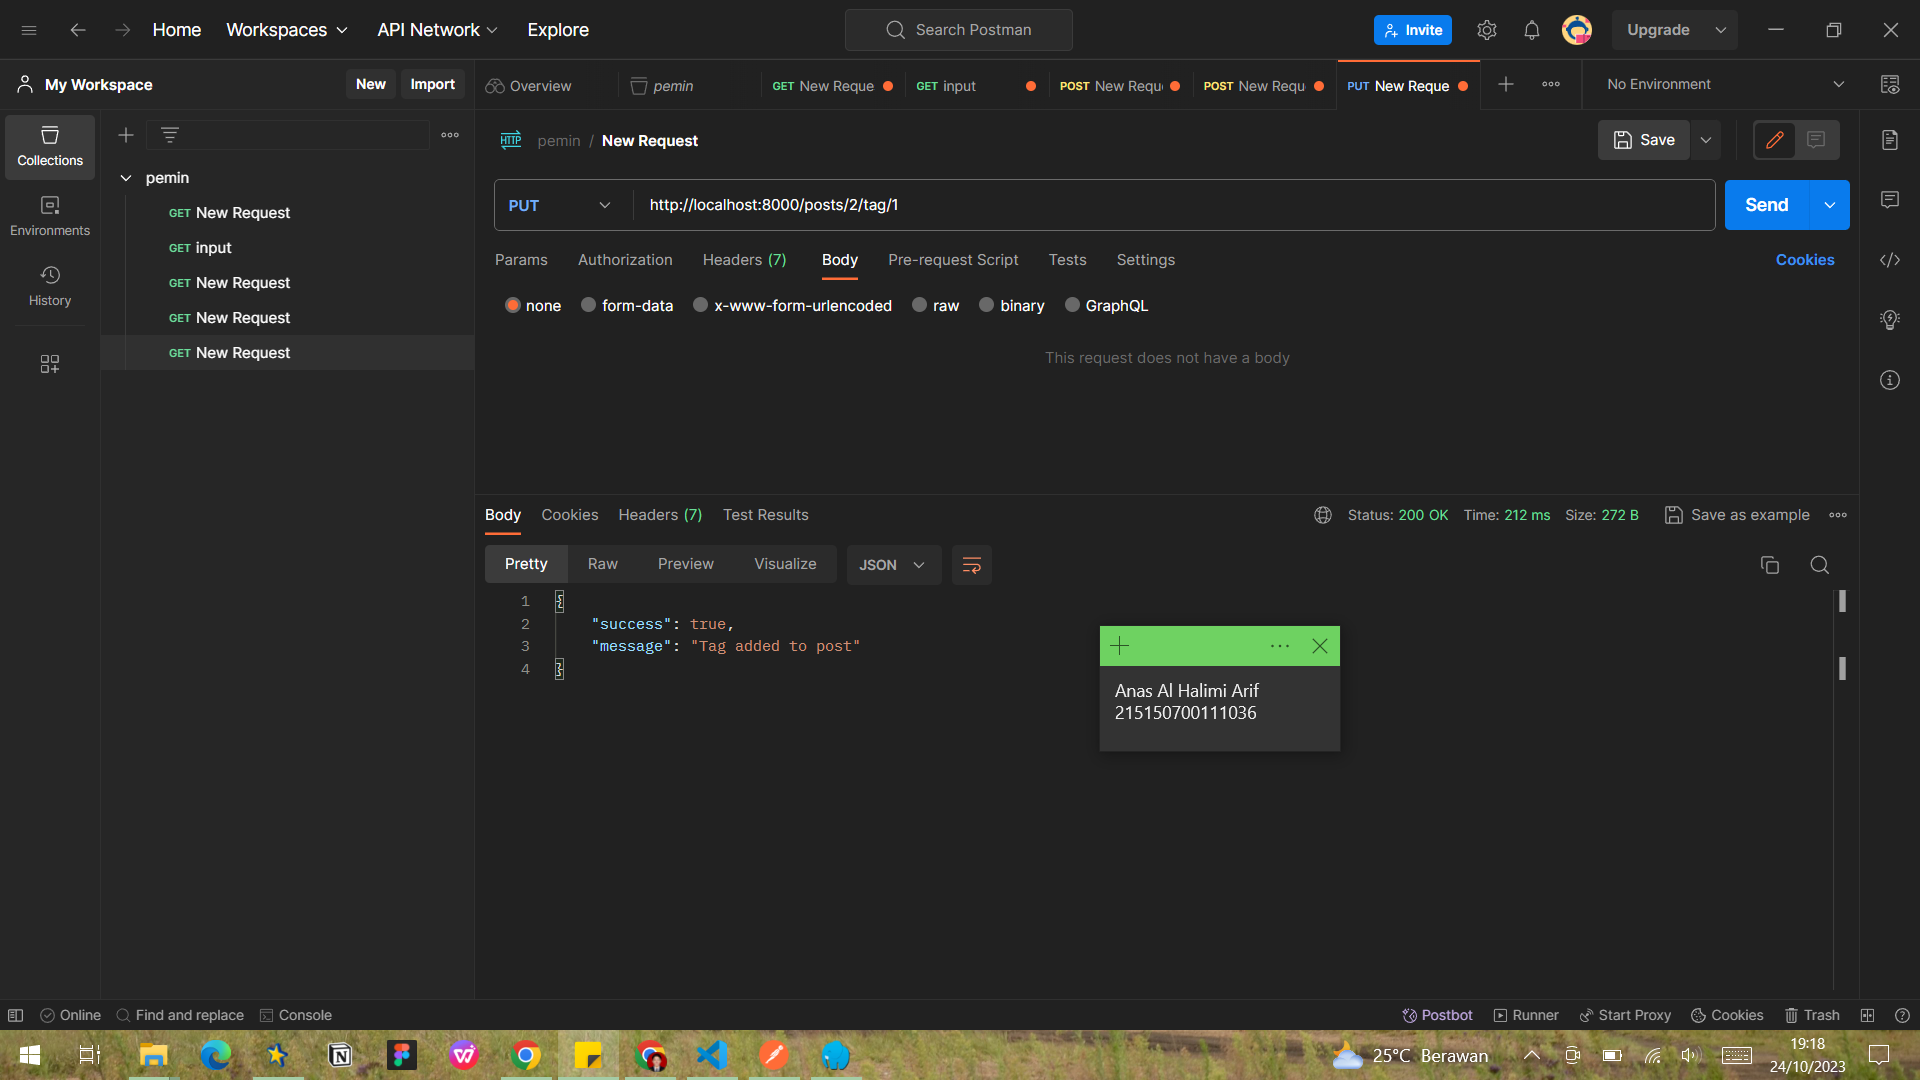 Home Workspaces API Network Explore Search Postman Invite Upgrade
My Workspace New Import Overview pemin GET New Reque GET input POST New Requ POST New Requ PUT New Reque No Environment
Collections
Environments
History
pemin
GET New Request
GET input
GET New Request
GET New Request
GET New Request
HTTP pemin / New Request Save
PUT http://localhost:8000/posts/2/tag/1 Send
Params Authorization Headers (7) Body Pre-request Script Tests Settings Cookies
none form-data x-www-form-urlencoded raw binary GraphQL
This request does not have a body
Body Cookies Headers (7) Test Results Status: 200 OK Time: 212 ms Size: 272 B Save as example
Pretty Raw Preview Visualize JSON
1 {
2 "success": true,
3 "message": "Tag added to post"
4 }
Anas Al Halimi Arif
215150700111036
Online Find and replace Console Postbot Runner Start Proxy Cookies Trash
25°C Berawan 19:18
24/10/2023